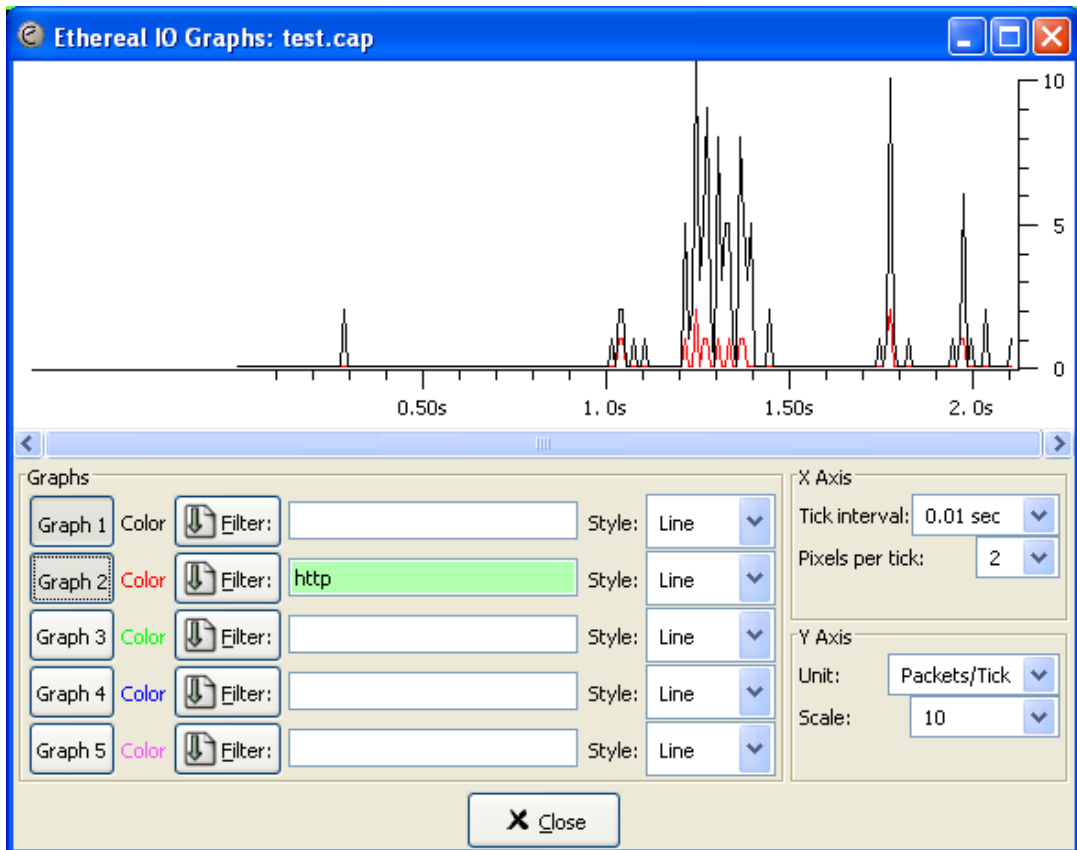 Ethereal IO Graphs: test.cap
10
5
0
0.50s 1. 0s 1.50s 2. 0s
Graphs
Graph 1 Color Filter: Style: Line
Graph 2 Color Filter: http Style: Line
Graph 3 Color Filter: Style: Line
Graph 4 Color Filter: Style: Line
Graph 5 Color Filter: Style: Line
X Axis
Tick interval: 0.01 sec
Pixels per tick: 2
Y Axis
Unit: Packets/Tick
Scale: 10
Close